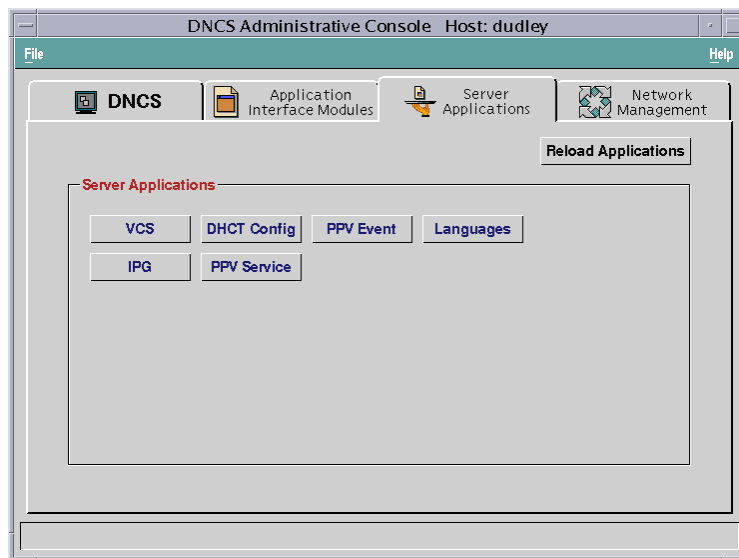 DNCS Administrative Console Host: dudley
File Help
DNCS
Application
Interface Modules
Server
Applications
Network
Management
Reload Applications
Server Applications
VCS DHCT Config PPV Event Languages
IPG PPV Service